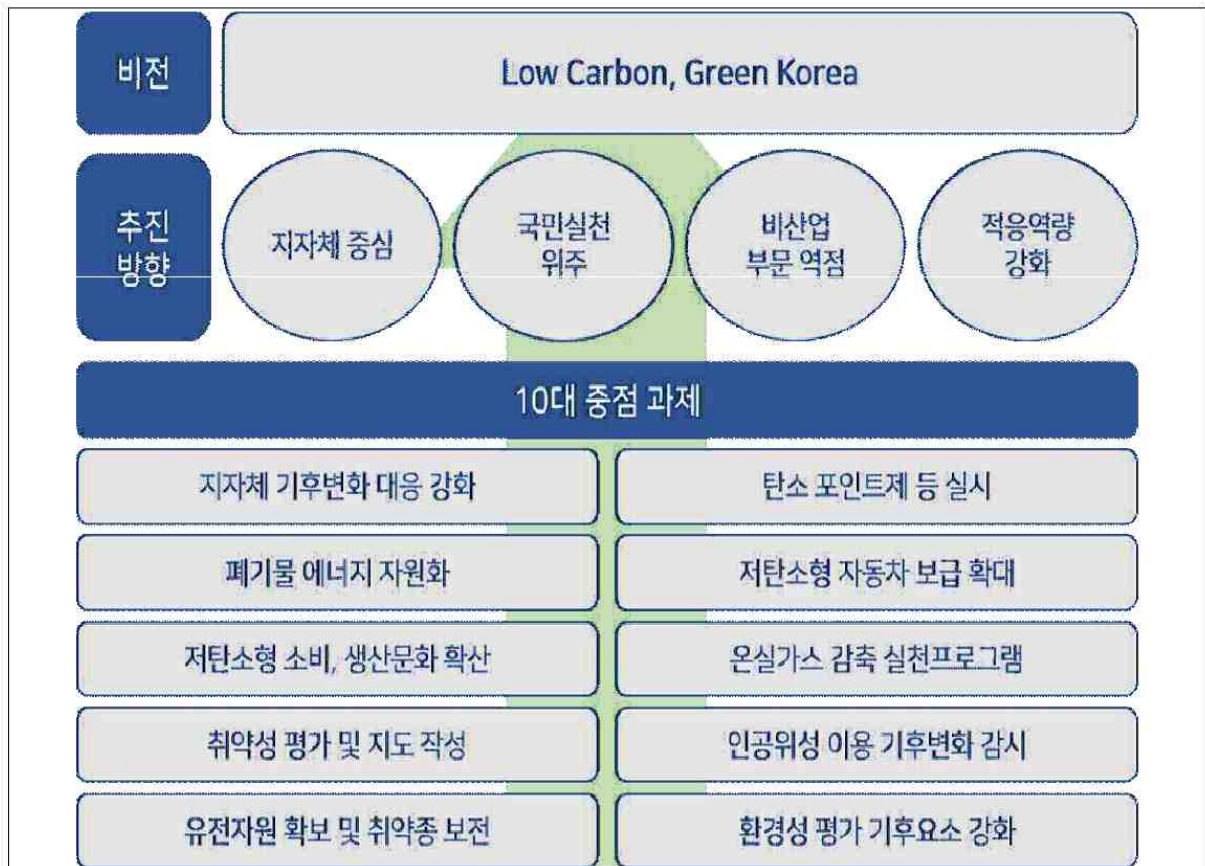 비전
Low Carbon, Green Korea
추진
방향
지자체 중심
국민실천
위주
비산업
부문 역점
적응역량
강화
10대 중점 과제
지자체 기후변화 대응 강화
탄소 포인트제 등 실시
폐기물 에너지 자원화
저탄소형 자동차 보급 확대
저탄소형 소비, 생산문화 확산
온실가스 감축 실천프로그램
취약성 평가 및 지도 작성
인공위성 이용 기후변화 감시
유전자원 확보 및 취약종 보전
환경성 평가 기후요소 강화